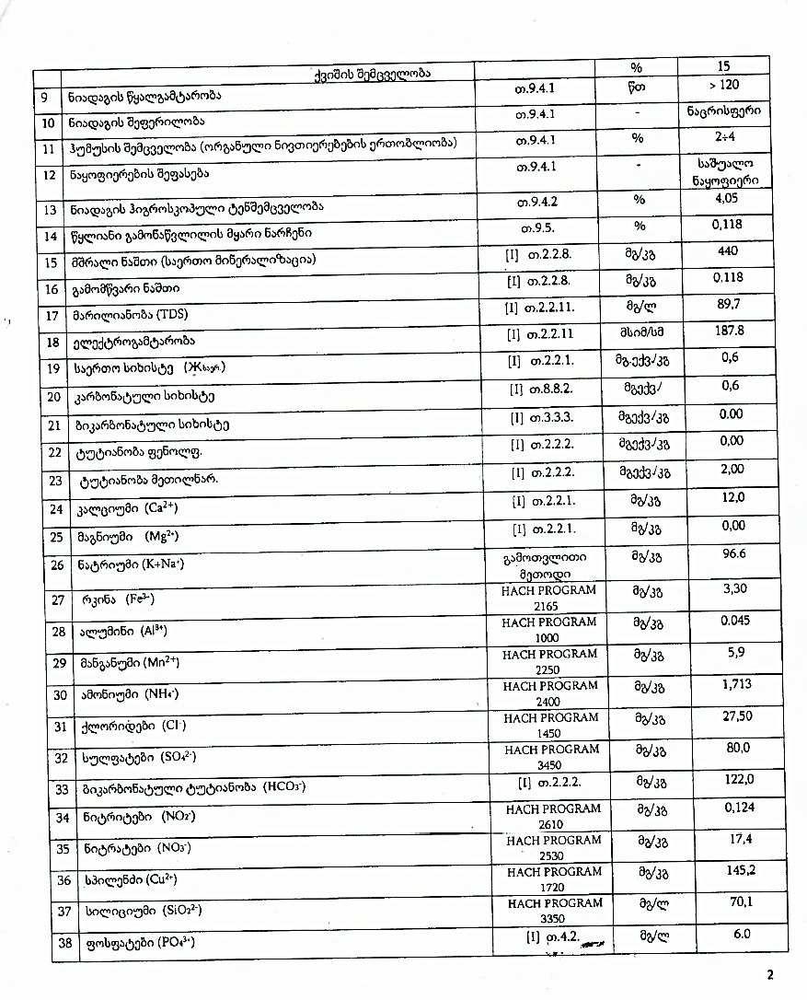 ქვიშის შემცველობა % 15
9 ნიადაგის წყალგამტარობა თ.9.4.1 წთ > 120
10 ნიადაგის შეფერილობა თ.9.4.1 - ნაცრისფერი
11 ჰუმუსის შემცველობა (ორგანული ნივთიერებების ერთობლიობა) თ.9.4.1 % 2÷4
12 ნაყოფიერების შეფასება თ.9.4.1 - საშუალო
ნაყოფიერი
13 ნიადაგის ჰიგროსკოპული ტენშემცველობა თ.9.4.2 % 4,05
14 წყლიანი გამონაწვლილის მყარი ნარჩენი თ.9.5. % 0,118
15 მშრალი ნაშთი (საერთო მინერალიზაცია) [I] თ.2.2.8. მგ/კგ 440
16 გამომწვარი ნაშთი [I] თ.2.2.8. მგ/კგ 0.118
17 მარილიანობა (TDS) [I] თ.2.2.11. მგ/ლ 89,7
18 ელექტროგამტარობა [I] თ.2.2.11 მსიმ/სმ 187.8
19 საერთო სიხისტე (Ж საერ.) [I] თ.2.2.1. მგ-ექვ/კგ 0,6
20 კარბონატული სიხისტე [I] თ.8.8.2. მგექვ/ 0,6
21 ბიკარბონატული სიხისტე [I] თ.3.3.3. მგექვ/კგ 0.00
22 ტუტიანობა ფენოლფ. [I] თ.2.2.2. მგექვ/კგ 0,00
23 ტუტიანობა მეთილნარ. [I] თ.2.2.2. მგექვ/კგ 2,00
24 კალციუმი (Ca²⁺) [I] თ.2.2.1. მგ/კგ 12,0
25 მაგნიუმი (Mg²⁺) [I] თ.2.2.1. მგ/კგ 0,00
26 ნატრიუმი (K+Na⁺) გამოთვლითი მგ/კგ 96.6
მეთოდი
27 რკინა (Fe³⁺) HACH PROGRAM მგ/კგ 3,30
2165
28 ალუმინი (Al³⁺) HACH PROGRAM მგ/კგ 0.045
1000
29 მანგანუმი (Mn²⁺) HACH PROGRAM მგ/კგ 5,9
2250
30 ამონიუმი (NH₄⁺) HACH PROGRAM მგ/კგ 1,713
2400
31 ქლორიდები (Cl⁻) HACH PROGRAM მგ/კგ 27,50
1450
32 სულფატები (SO₄²⁻) HACH PROGRAM მგ/კგ 80,0
3450
33 ბიკარბონატული ტუტიანობა (HCO₃⁻) [I] თ.2.2.2. მგ/კგ 122,0
34 ნიტრიტები (NO₂⁻) HACH PROGRAM მგ/კგ 0,124
2610
35 ნიტრატები (NO₃⁻) HACH PROGRAM მგ/კგ 17,4
2530
36 სპილენძი (Cu²⁺) HACH PROGRAM მგ/კგ 145,2
1720
37 სილიციუმი (SiO₂²⁻) HACH PROGRAM მგ/ლ 70,1
3350
38 ფოსფატები (PO₄³⁺) [I] თ.4.2. მგ/ლ 6.0
2